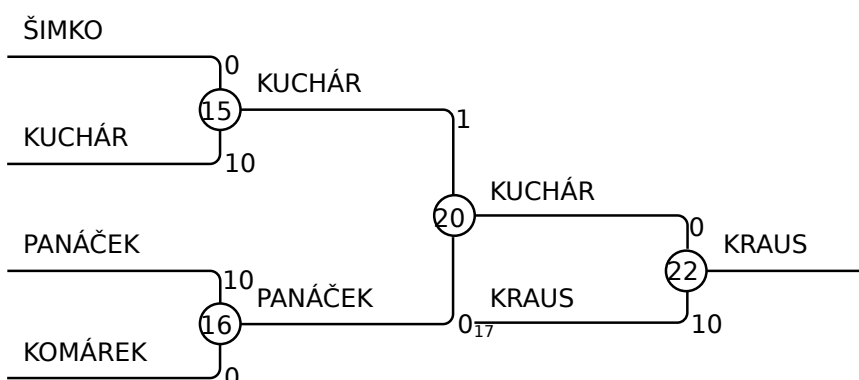 ŠIMKO
0
KUCHÁR
15
1
KUCHÁR
10
KUCHÁR
20
0
PANÁČEK
KRAUS
22
10
PANÁČEK
KRAUS
16
0
17
10
KOMÁREK
0